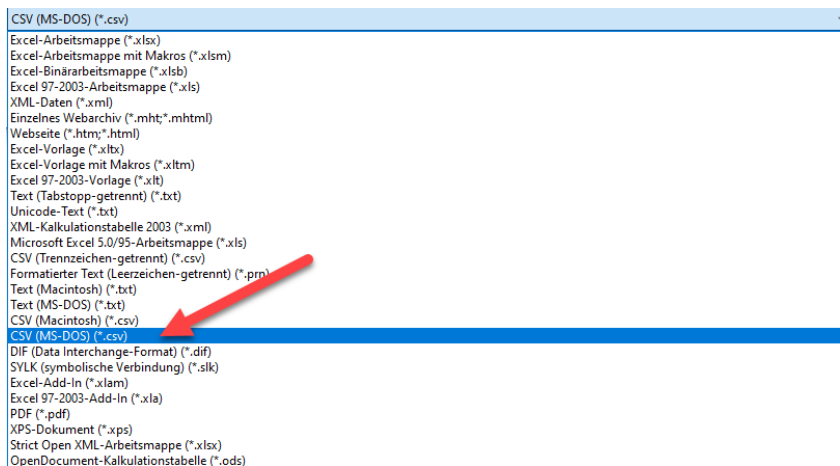 CSV (MS-DOS) (*.csv)
Excel-Arbeitsmappe (*.xlsx)
Excel-Arbeitsmappe mit Makros (*.xlsm)
Excel-Binärarbeitsmappe (*.xlsb)
Excel 97-2003-Arbeitsmappe (*.xls)
XML-Daten (*.xml)
Einzelnes Webarchiv (*.mht;*.mhtml)
Webseite (*.htm;*.html)
Excel-Vorlage (*.xltx)
Excel-Vorlage mit Makros (*.xltm)
Excel 97-2003-Vorlage (*.xlt)
Text (Tabstopp-getrennt) (*.txt)
Unicode-Text (*.txt)
XML-Kalkulationstabelle 2003 (*.xml)
Microsoft Excel 5.0/95-Arbeitsmappe (*.xls)
CSV (Trennzeichen-getrennt) (*.csv)
Formatierter Text (Leerzeichen-getrennt) (*.prn)
Text (Macintosh) (*.txt)
Text (MS-DOS) (*.txt)
CSV (Macintosh) (*.csv)
CSV (MS-DOS) (*.csv)
DIF (Data Interchange-Format) (*.dif)
SYLK (symbolische Verbindung) (*.slk)
Excel-Add-In (*.xlam)
Excel 97-2003-Add-In (*.xla)
PDF (*.pdf)
XPS-Dokument (*.xps)
Strict Open XML-Arbeitsmappe (*.xlsx)
OpenDocument-Kalkulationstabelle (*.ods)